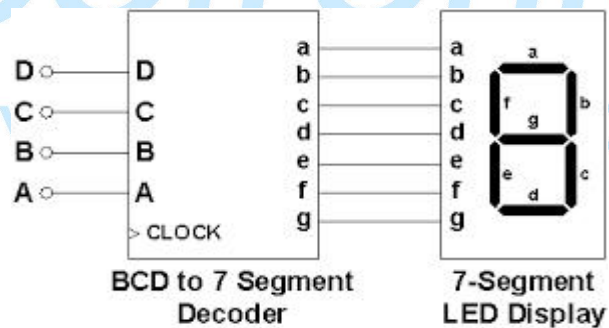 D D a a
C C b b
B B c c
A A d d
e e
f f
g g
> CLOCK
a
f b
g
e c
d
BCD to 7 Segment
Decoder
7-Segment
LED Display